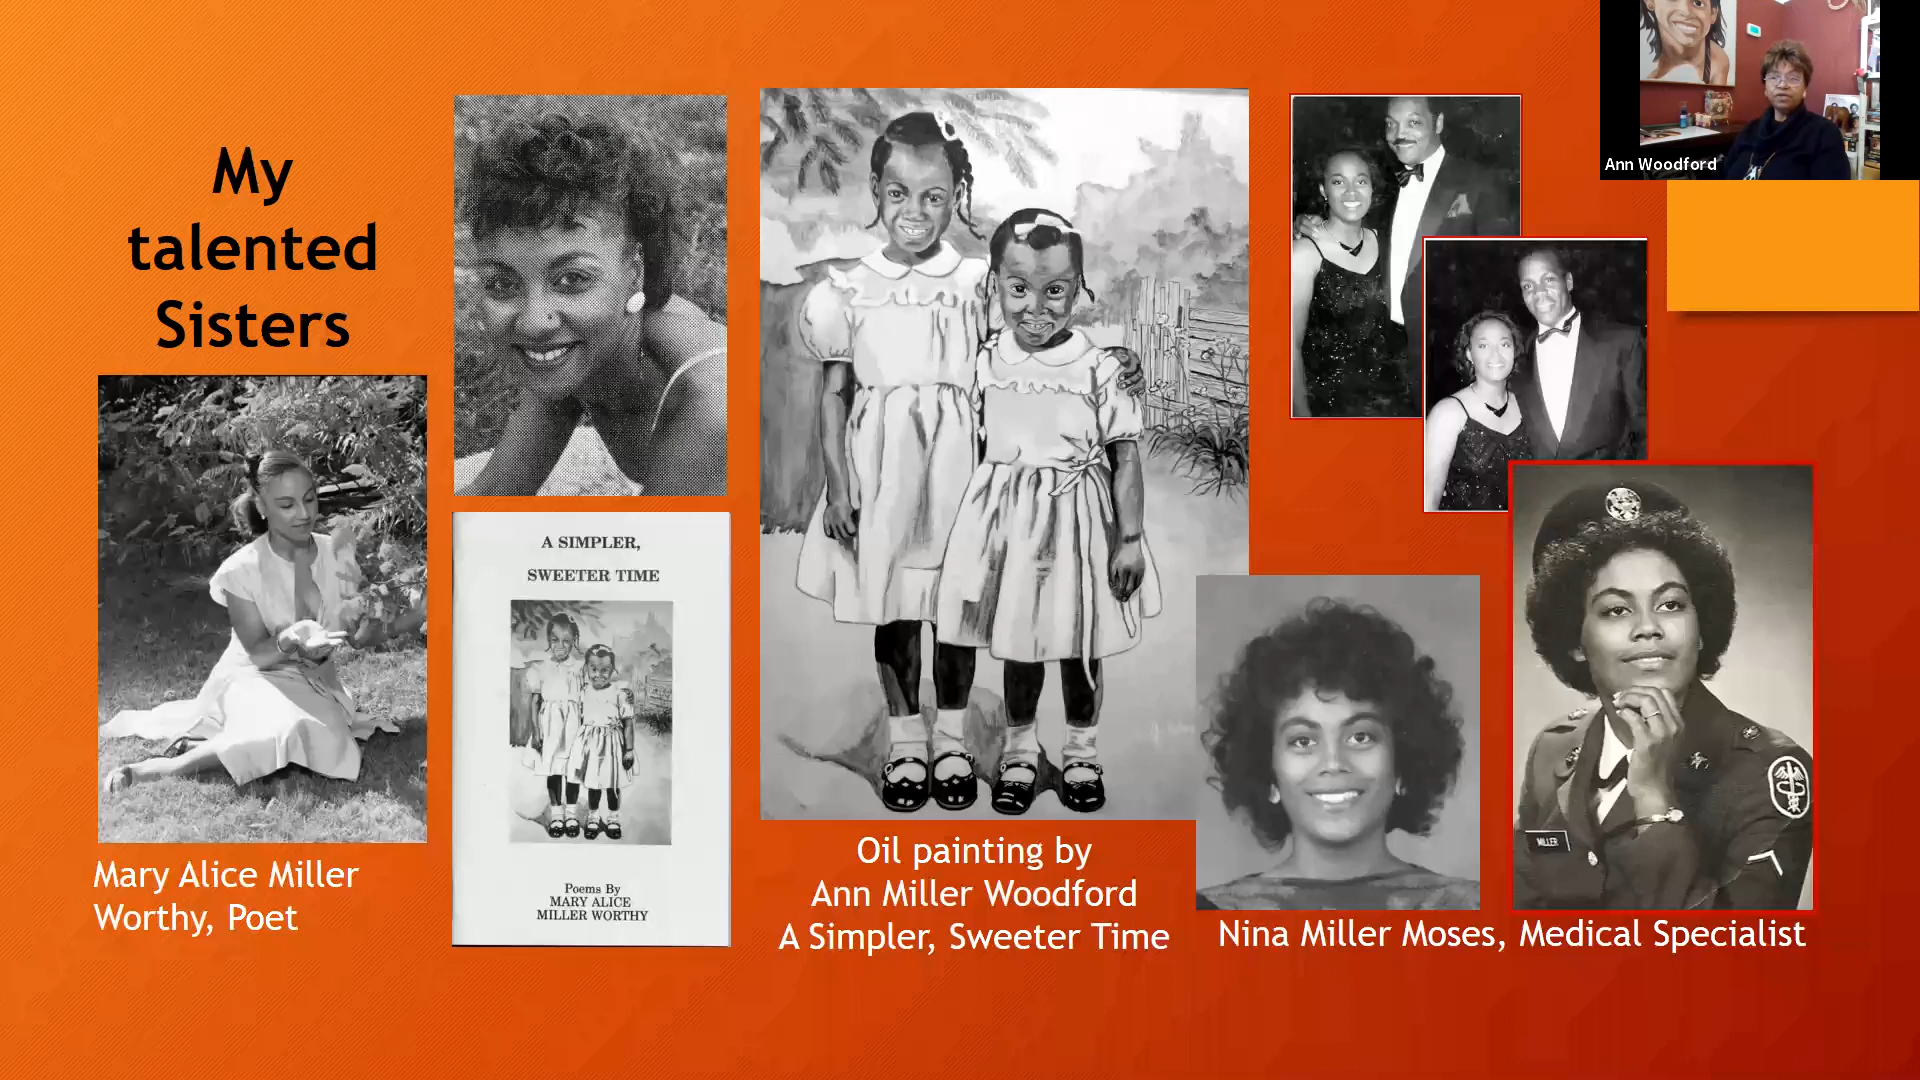 My
talented
Sisters
Mary Alice Miller
Worthy, Poet
A SIMPLER,
SWEETER TIME
Poems By
MARY ALICE
MILLER WORTHY
Oil painting by
Ann Miller Woodford
A Simpler, Sweeter Time
MILLER
Nina Miller Moses, Medical Specialist
Ann Woodford